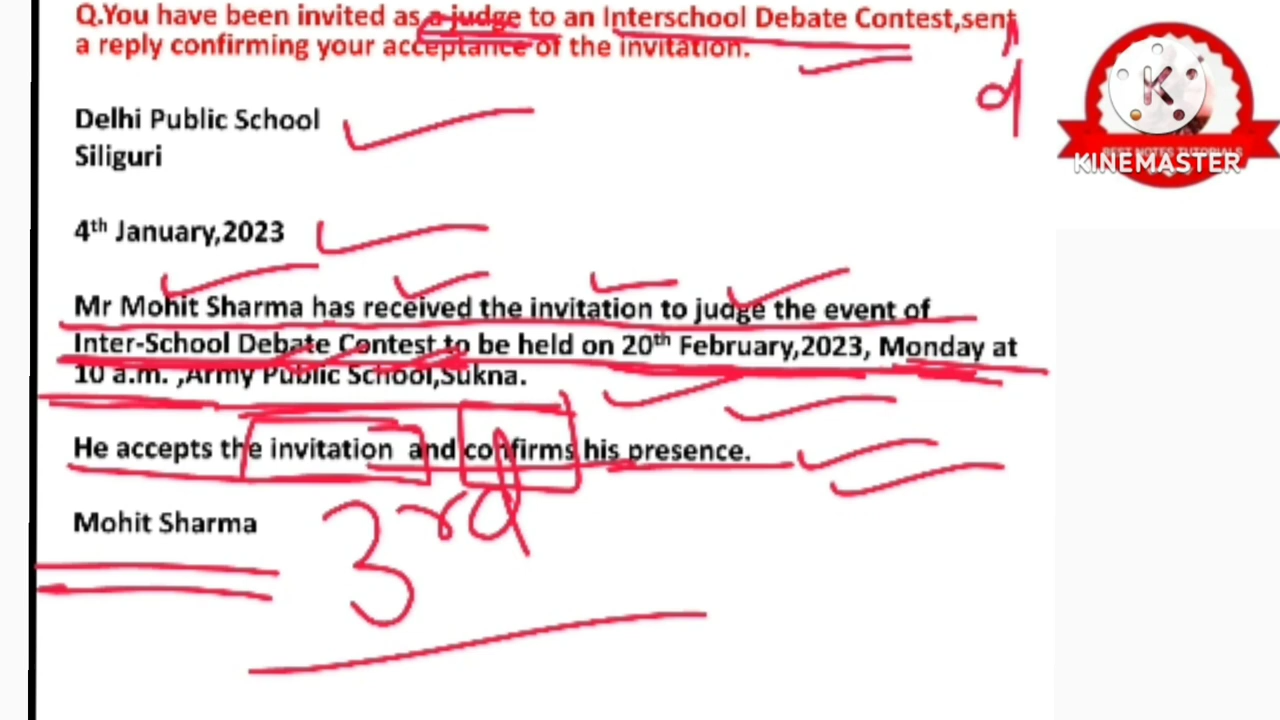 Q.You have been invited as a judge to an Interschool Debate Contest,sent
a reply confirming your acceptance of the invitation.
d
Delhi Public School
Siliguri
BEST NOTES TUTORIALS
K
KINEMASTER
4th January,2023
Mr Mohit Sharma has received the invitation to judge the event of
Inter-School Debate Contest to be held on 20th February,2023, Monday at
10 a.m. ,Army Public School,Sukna.
He accepts the invitation and confirms his presence.
Mohit Sharma
3rd